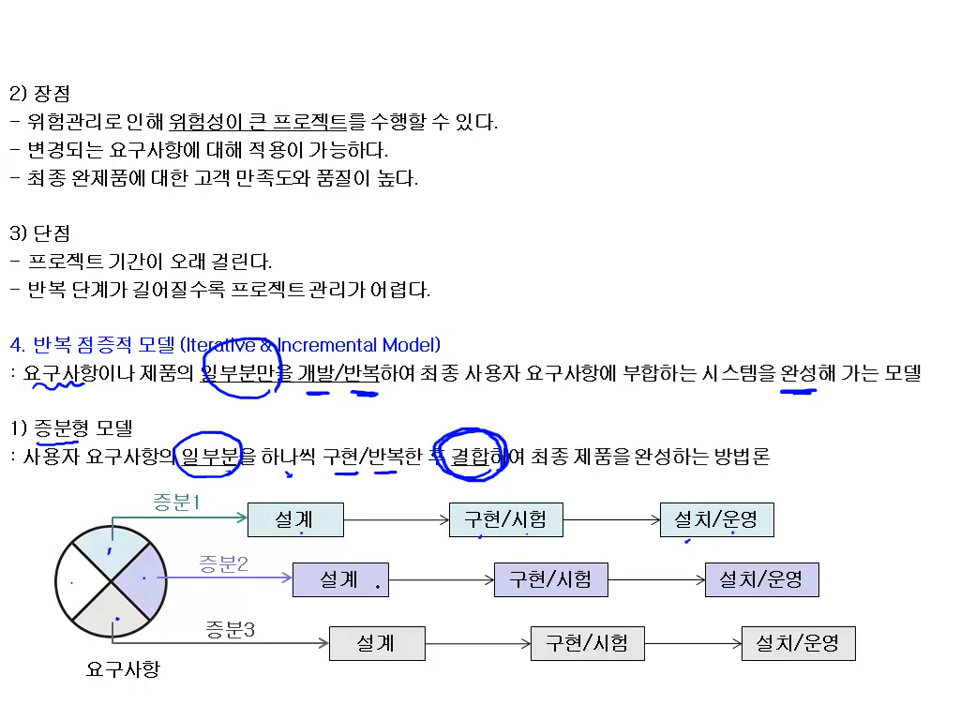 2) 장점
- 위험관리로 인해 위험성이 큰 프로젝트를 수행할 수 있다.
- 변경되는 요구사항에 대해 적용이 가능하다.
- 최종 완제품에 대한 고객 만족도와 품질이 높다.
3) 단점
- 프로젝트 기간이 오래 걸린다.
- 반복 단계가 길어질수록 프로젝트 관리가 어렵다.
4. 반복 점증적 모델 (Iterative & Incremental Model)
: 요구사항이나 제품의 일부분만을 개발/반복하여 최종 사용자 요구사항에 부합하는 시스템을 완성해 가는 모델
1) 증분형 모델
: 사용자 요구사항의 일부분을 하나씩 구현/반복한 후 결합하여 최종 제품을 완성하는 방법론
증분1 설계 구현/시험 설치/운영
증분2 설계 구현/시험 설치/운영
증분3 설계 구현/시험 설치/운영
요구사항